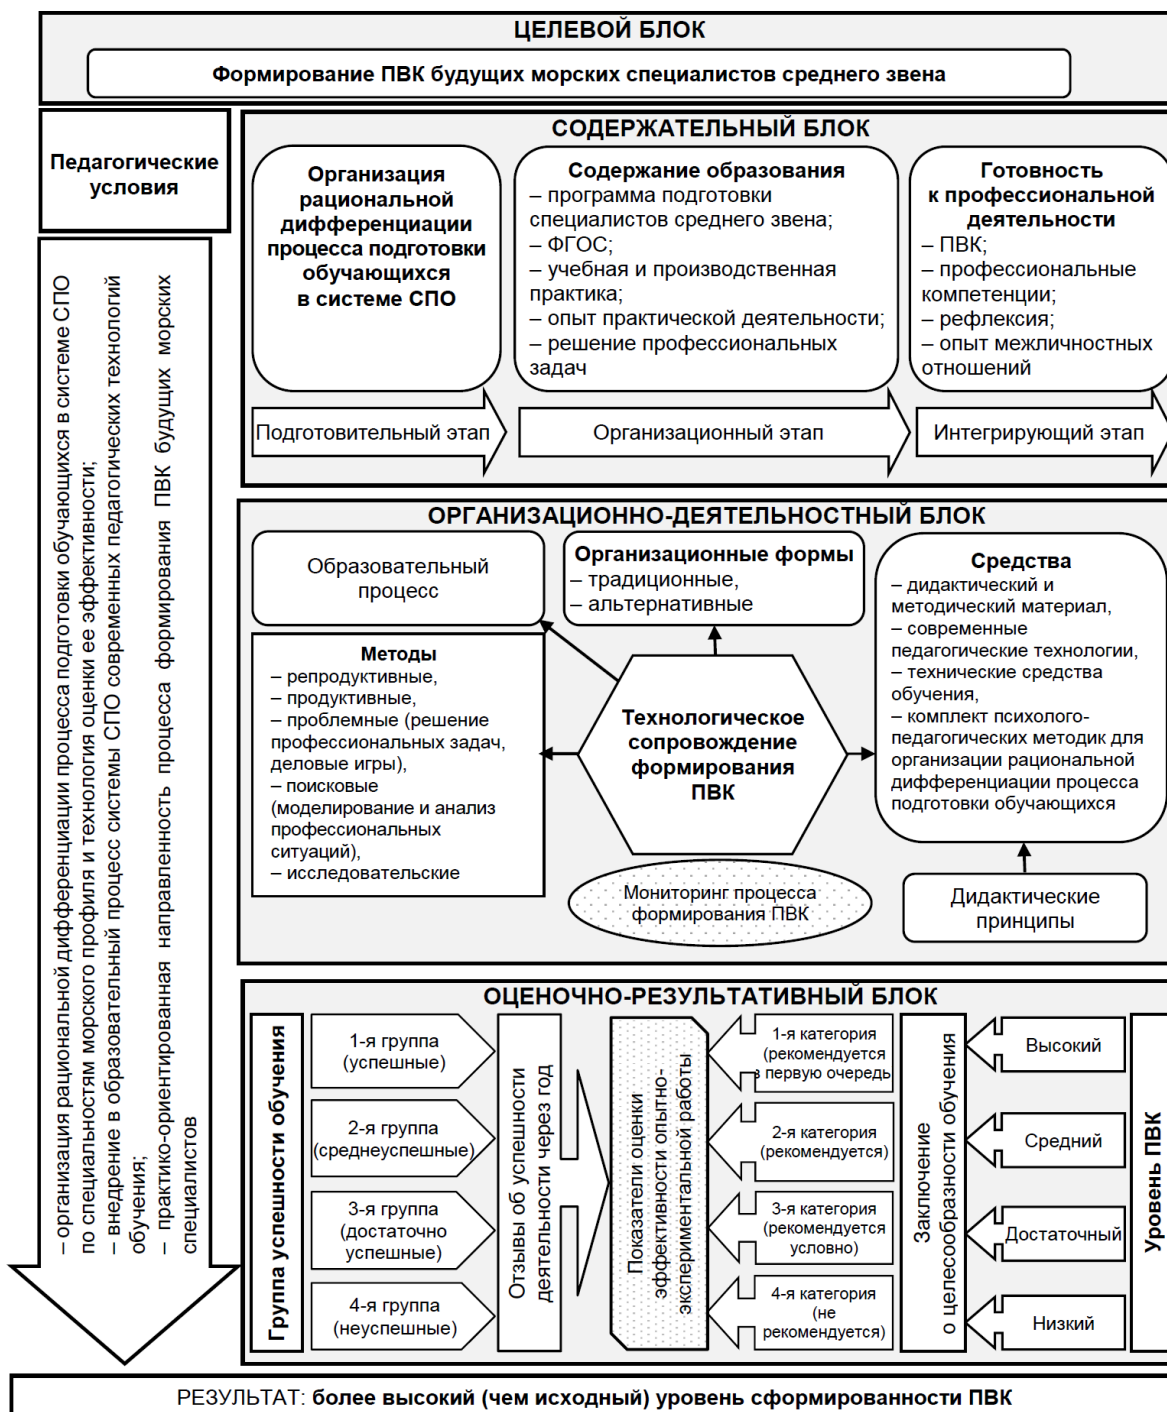 ЦЕЛЕВОЙ БЛОК
Формирование ПВК будущих морских специалистов среднего звена
Педагогические
условия
– организация рациональной дифференциации процесса подготовки обучающихся в системе СПО
по специальностям морского профиля и технологии оценки ее эффективности;
– внедрение в образовательный процесс системы СПО современных педагогических технологий
обучения;
– практико-ориентированная направленность процесса формирования ПВК будущих морских
специалистов
СОДЕРЖАТЕЛЬНЫЙ БЛОК
Организация
рациональной
дифференциации
процесса подготовки
обучающихся
в системе СПО
Содержание образования
– программа подготовки
специалистов среднего звена;
– ФГОС;
– учебная и производственная
практика;
– опыт практической деятельности;
– решение профессиональных
задач
Готовность
к профессиональной
деятельности
– ПВК;
– профессиональные
компетенции;
– рефлексия;
– опыт межличностных
отношений
Подготовительный этап
Организационный этап
Интегрирующий этап
ОРГАНИЗАЦИОННО-ДЕЯТЕЛЬНОСТНЫЙ БЛОК
Образовательный
процесс
Организационные формы
– традиционные,
– альтернативные
Средства
– дидактический и
методический материал,
– современные
педагогические технологии,
– технические средства
обучения,
– комплект психолого-
педагогических методик для
организации рациональной
дифференциации процесса
подготовки обучающихся
Методы
– репродуктивные,
– продуктивные,
– проблемные (решение
профессиональных задач,
деловые игры),
– поисковые
(моделирование и анализ
профессиональных
ситуаций),
– исследовательские
Технологическое
сопровождение
формирования
ПВК
Мониторинг процесса
формирования ПВК
Дидактические
принципы
ОЦЕНОЧНО-РЕЗУЛЬТАТИВНЫЙ БЛОК
Группа успешности обучения
1-я группа
(успешные)
2-я группа
(среднеуспешные)
3-я группа
(достаточно
успешные)
4-я группа
(неуспешные)
Отзывы об успешности
деятельности через год
Показатели оценки
эффективности опытно-
экспериментальной работы
1-я категория
(рекомендуется
в первую очередь
2-я категория
(рекомендуется)
3-я категория
(рекомендуется
условно)
4-я категория
(не
рекомендуется)
Заключение
о целесообразности обучения
Высокий
Средний
Достаточный
Низкий
Уровень ПВК
РЕЗУЛЬТАТ: более высокий (чем исходный) уровень сформированности ПВК